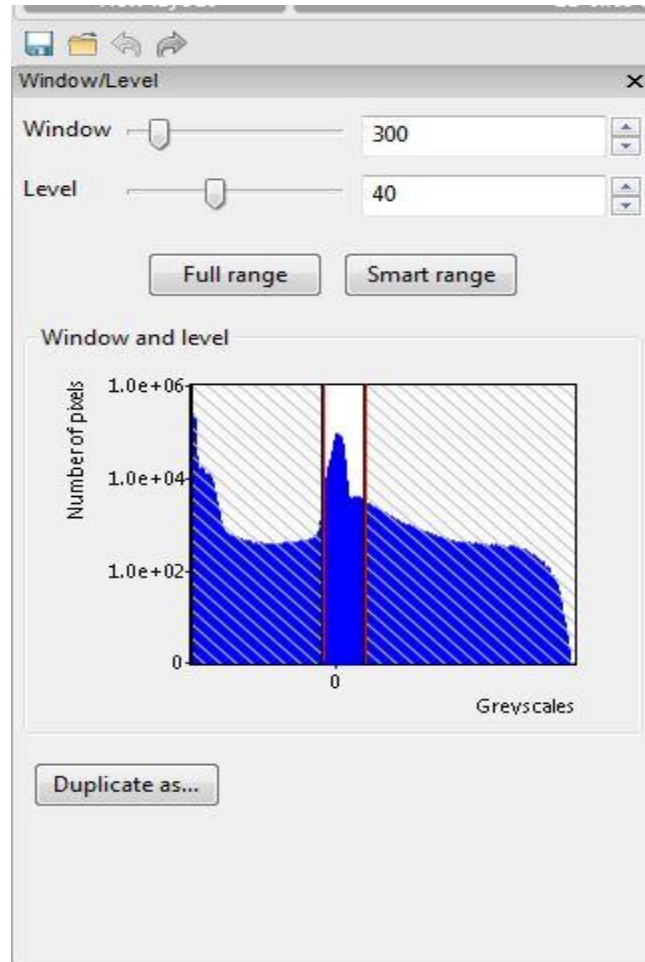 Window/Level
Window 300
Level 40
Full range Smart range
Window and level
Number of pixels
1.0e+06
1.0e+04
1.0e+02
0
0
Greyscales
Duplicate as...